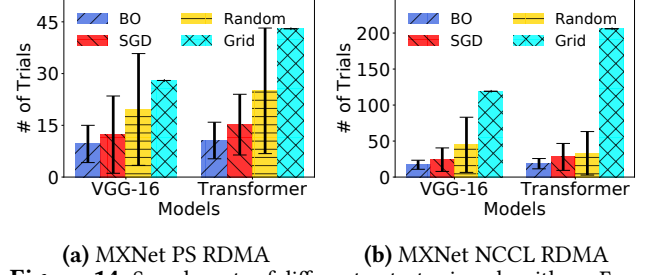 BO
SGD
Random
Grid
# of Trials
45
30
15
0
VGG-16
Transformer
Models
(a) MXNet PS RDMA
BO
SGD
Random
Grid
# of Trials
200
150
100
50
0
VGG-16
Transformer
Models
(b) MXNet NCCL RDMA